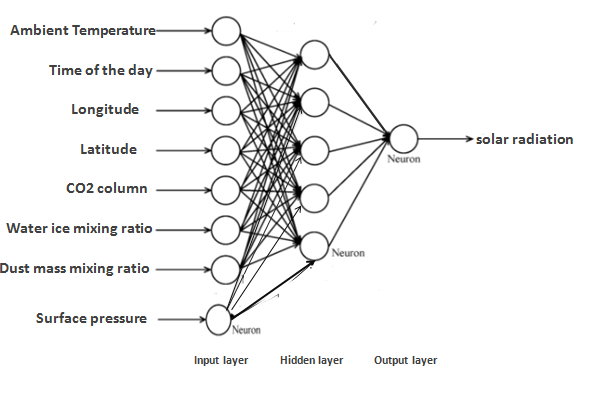 Ambient Temperature
Time of the day
Longitude
Latitude
CO2 column
Water ice mixing ratio
Dust mass mixing ratio
Surface pressure
solar radiation
Neuron
Neuron
Neuron
Input layer
Hidden layer
Output layer